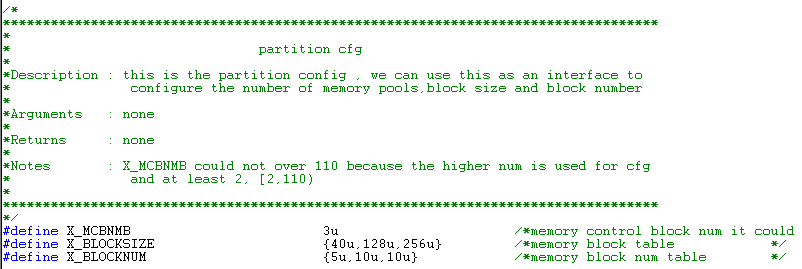 /*
*********************************************************************************
*
* partition cfg
*
*Description : this is the partition config , we can use this as an interface to
* configure the number of memory pools,block size and block number
*
*Arguments : none
*
*Returns : none
*
*Notes : X_MCBNMB could not over 110 because the higher num is used for cfg
* and at least 2, [2,110)
*
*********************************************************************************
*/
#define X_MCBNMB 3u /*memory control block num it could
#define X_BLOCKSIZE {40u,128u,256u} /*memory block table */
#define X_BLOCKNUM {5u,10u,10u} /*memory block num table */